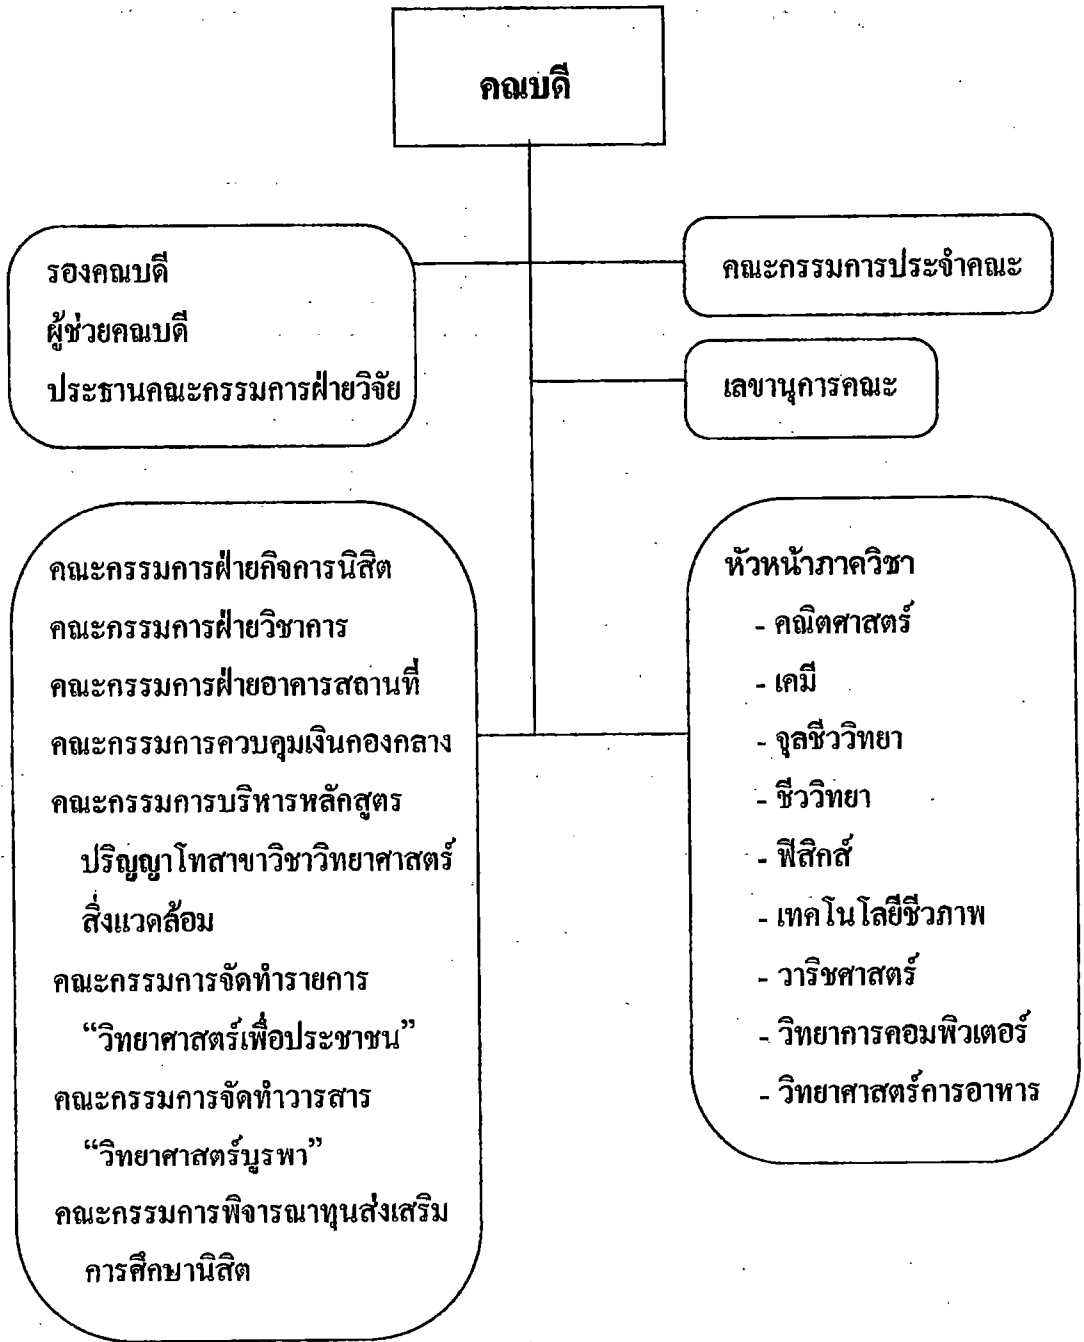 คณบดี
รองคณบดี
ผู้ช่วยคณบดี
ประธานคณะกรรมการฝ่ายวิจัย
คณะกรรมการประจำคณะ
เลขานุการคณะ
คณะกรรมการฝ่ายกิจการนิสิต
คณะกรรมการฝ่ายวิชาการ
คณะกรรมการฝ่ายอาคารสถานที่
คณะกรรมการควบคุมเงินกองกลาง
คณะกรรมการบริหารหลักสูตร
ปริญญาโทสาขาวิชาวิทยาศาสตร์
สิ่งแวดล้อม
คณะกรรมการจัดทำรายการ
“วิทยาศาสตร์เพื่อประชาชน”
คณะกรรมการจัดทำวารสาร
“วิทยาศาสตร์บูรพา”
คณะกรรมการพิจารณาทุนส่งเสริม
การศึกษานิสิต
หัวหน้าภาควิชา
- คณิตศาสตร์
- เคมี
- จุลชีววิทยา
- ชีววิทยา
- ฟิสิกส์
- เทคโนโลยีชีวภาพ
- วาริชศาสตร์
- วิทยาการคอมพิวเตอร์
- วิทยาศาสตร์การอาหาร